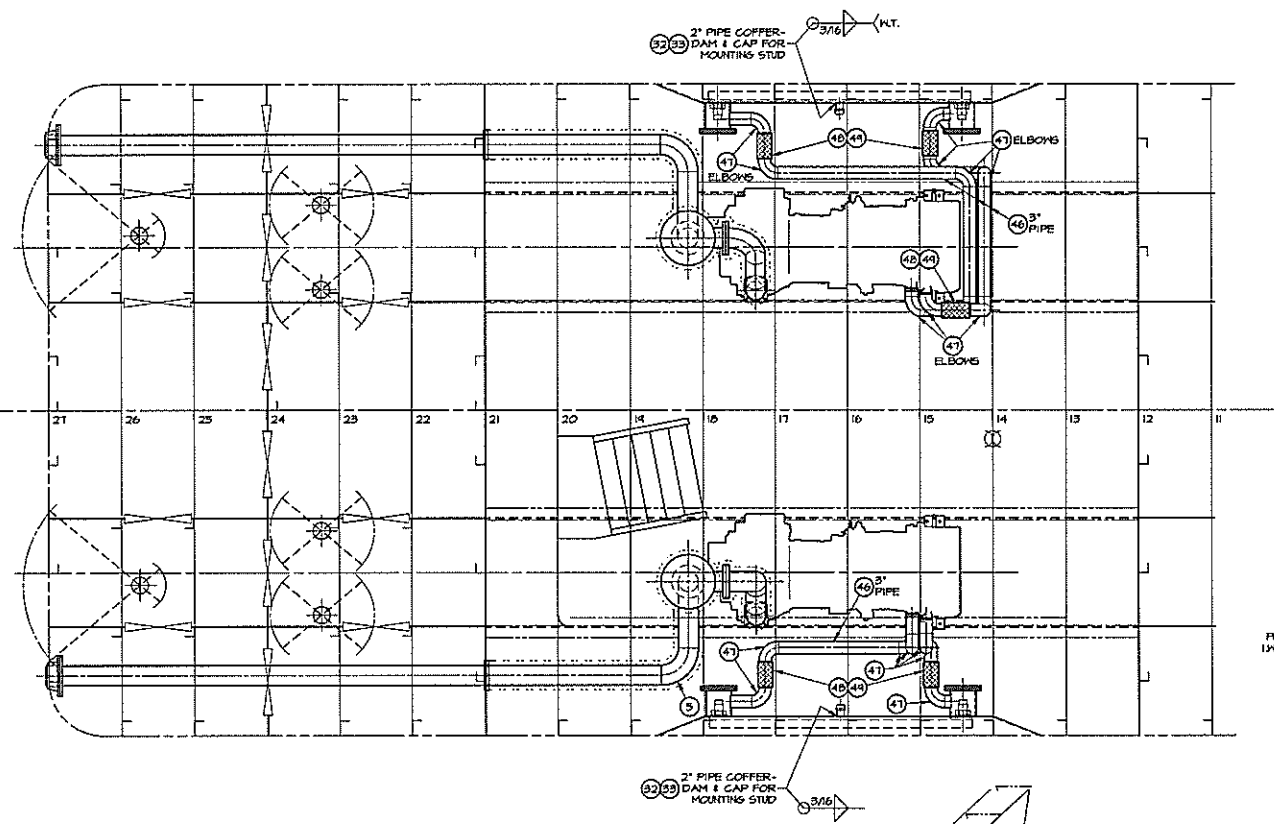 3/16
W.T.
32 33
2" PIPE COFFER-
DAM & CAP FOR
MOUNTING STUD
48 49
47 ELBOWS
47
ELBOWS
46 3"
PIPE
48 49
47
ELBOWS
27 26 25 24 23 22 21 20 19 18 17 16 15 14 13 12 11
46 3"
PIPE
47
47
48 49
47
5
32 33
2" PIPE COFFER-
DAM & CAP FOR
MOUNTING STUD
3/16